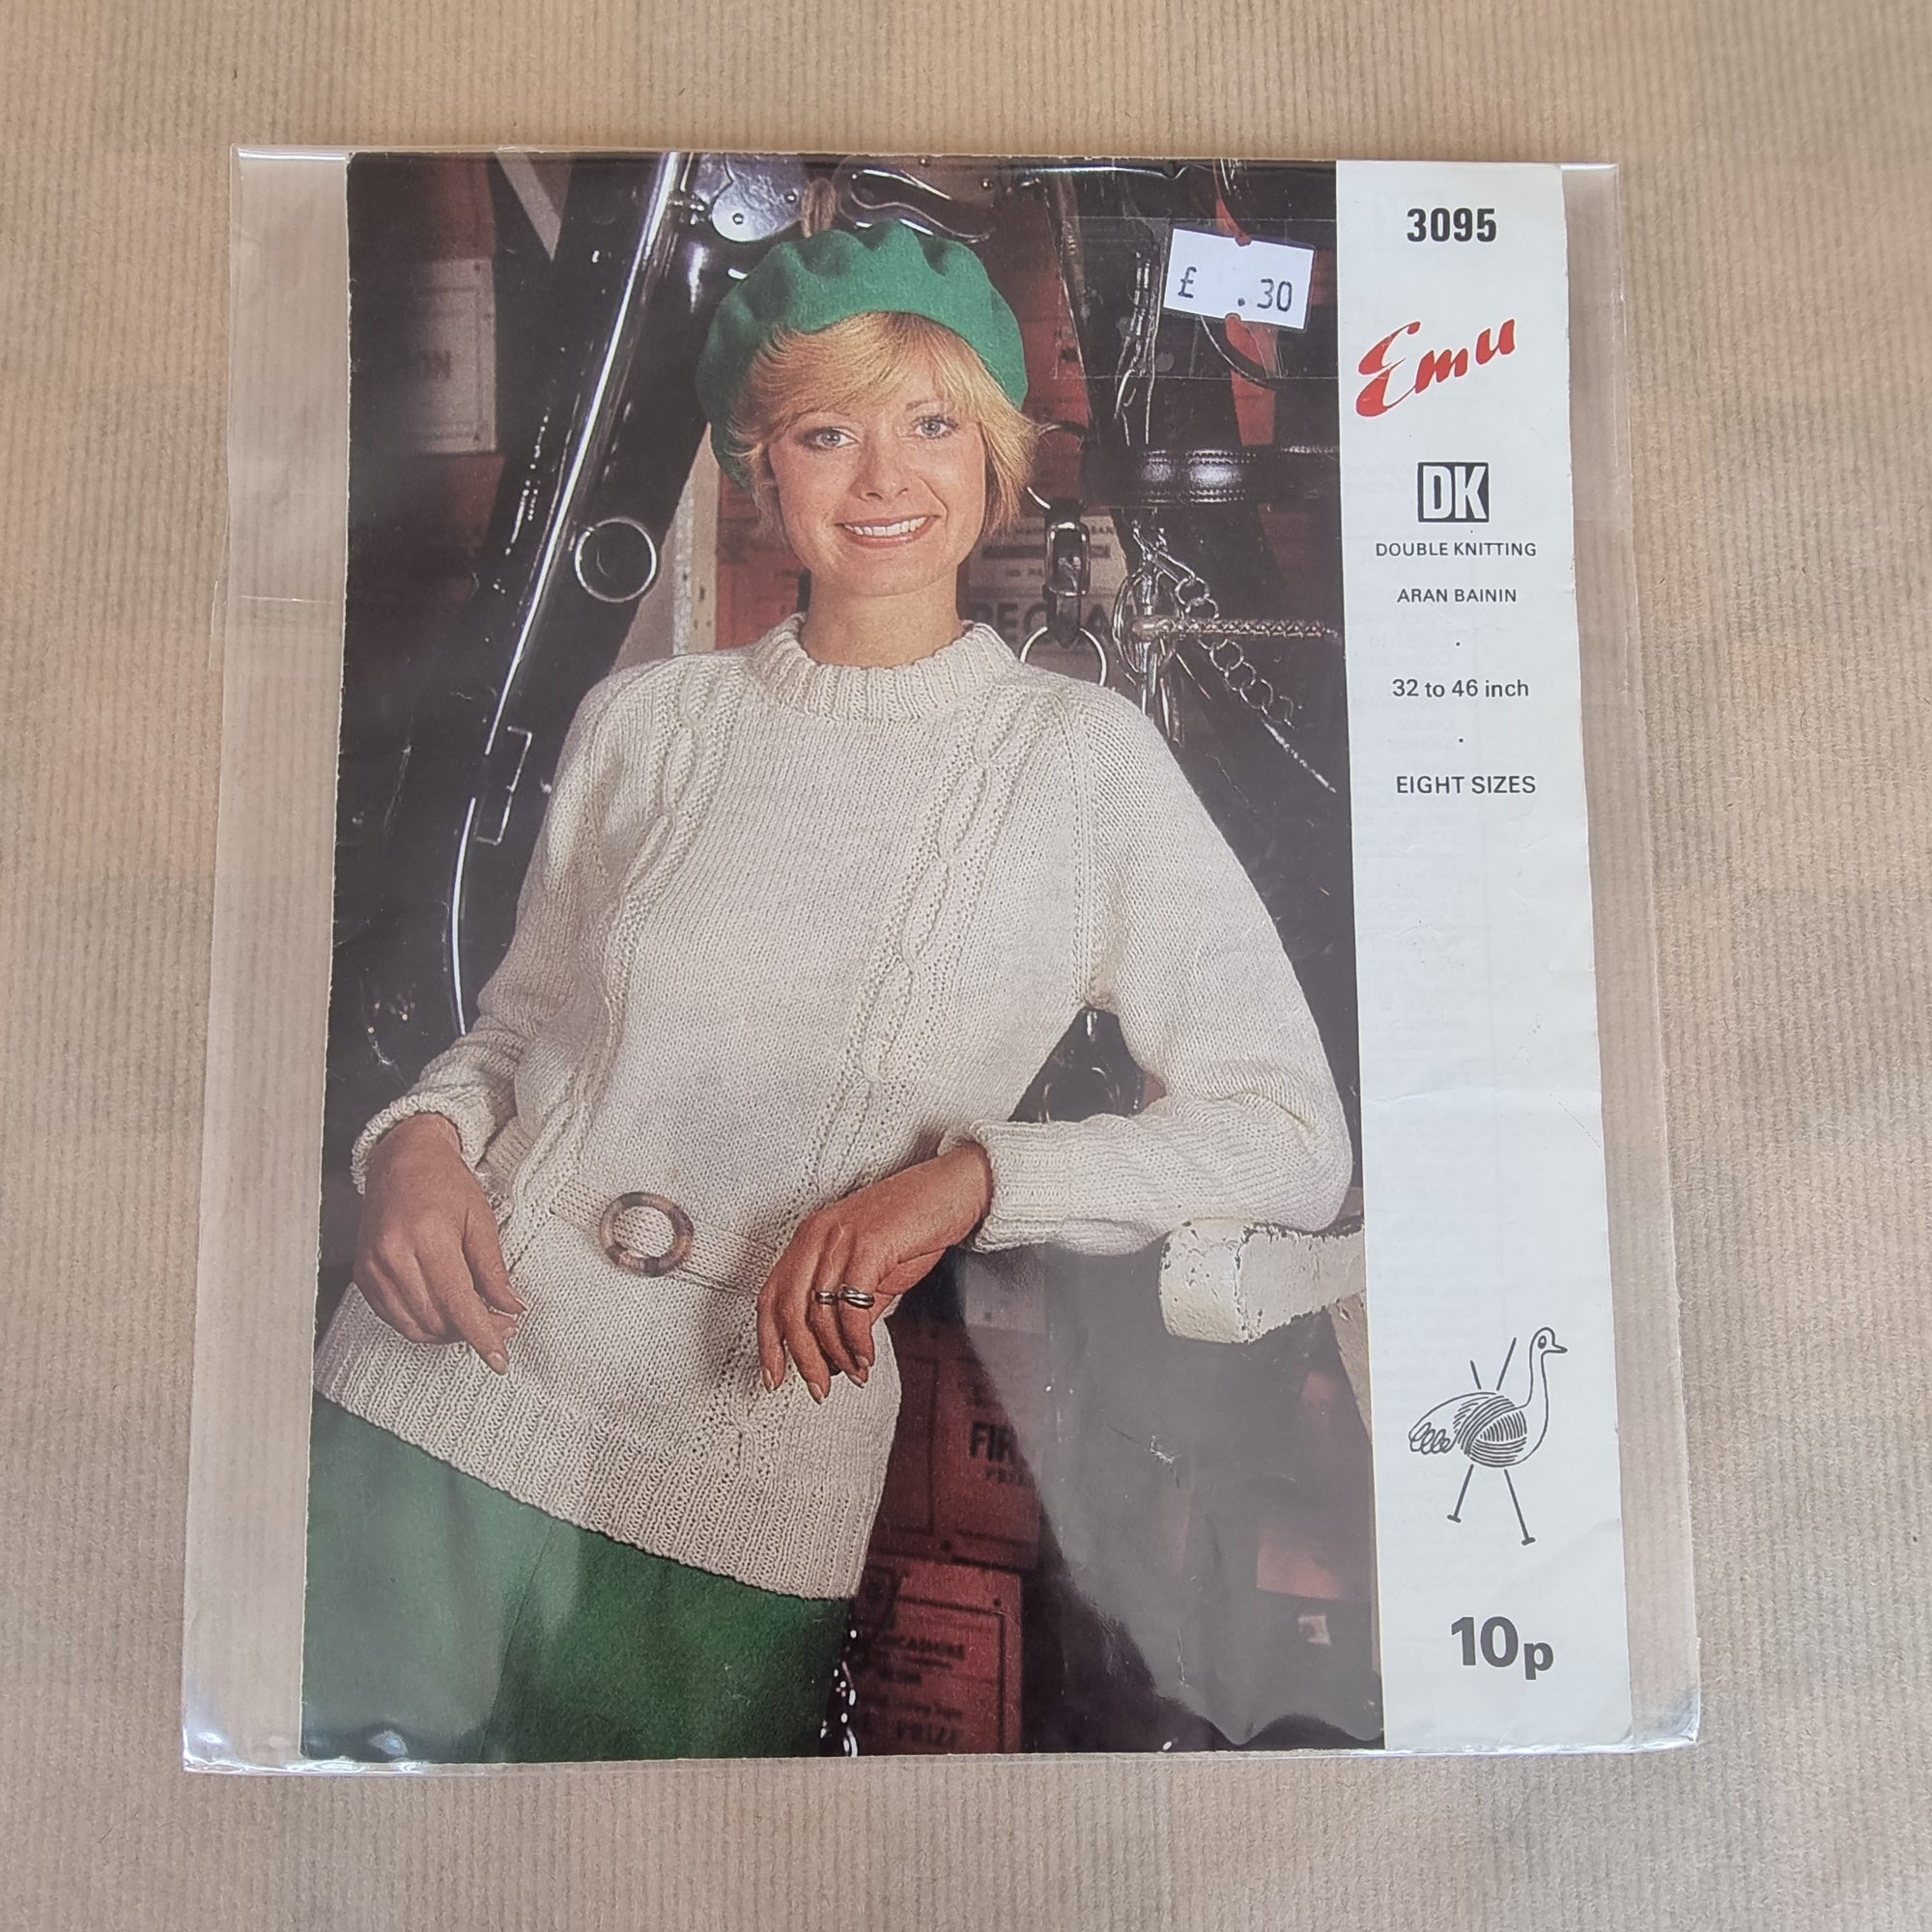 3095
£ .30
Emu
DK
DOUBLE KNITTING
ARAN BAININ
32 to 46 inch
EIGHT SIZES
10p